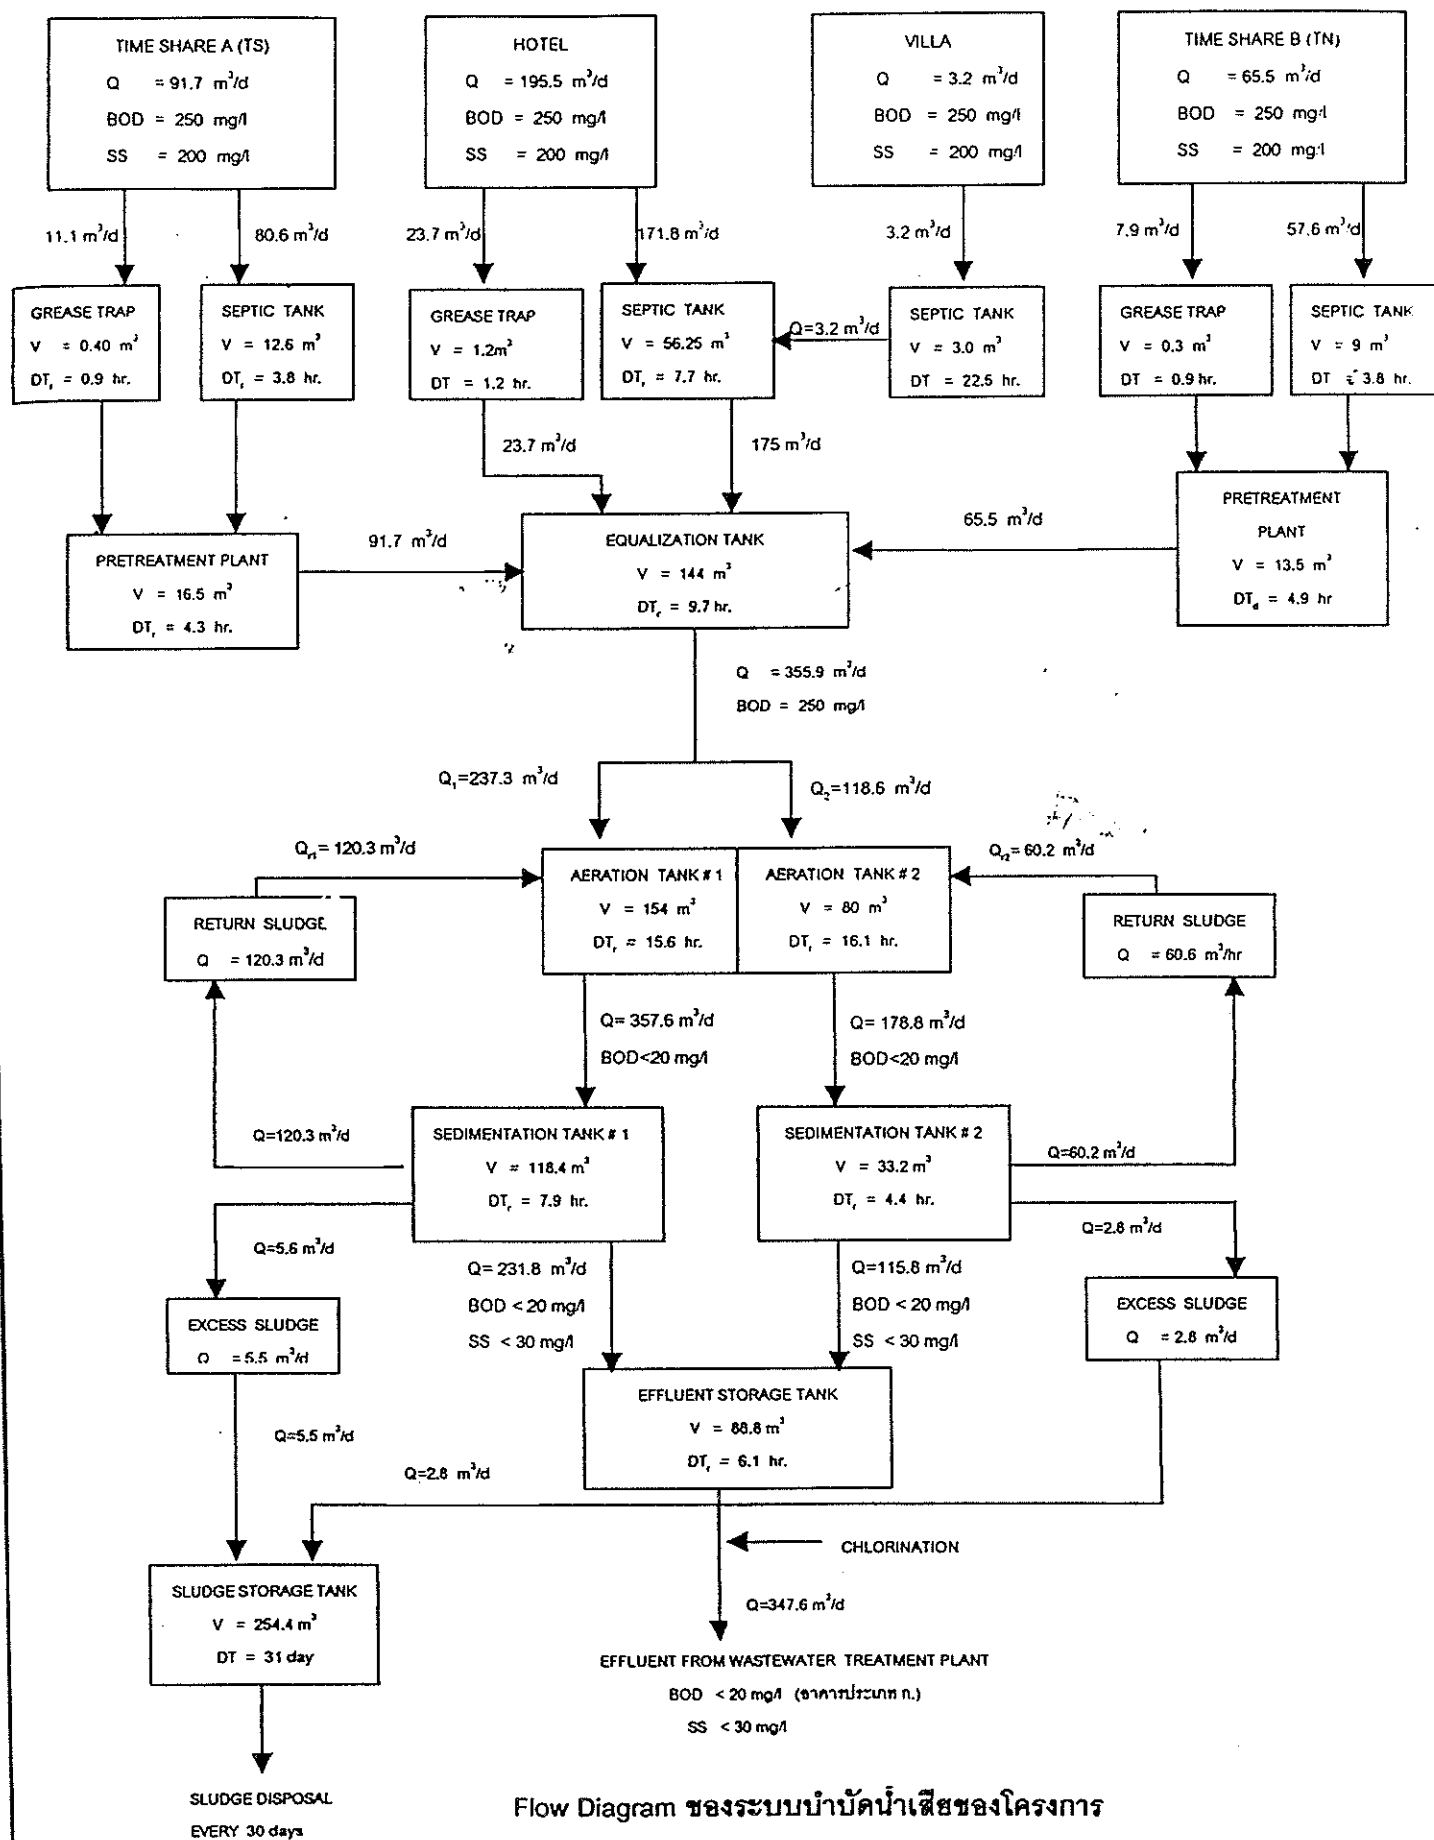 TIME SHARE A (TS)
Q = 91.7 m³/d
BOD = 250 mg/l
SS = 200 mg/l
HOTEL
Q = 195.5 m³/d
BOD = 250 mg/l
SS = 200 mg/l
VILLA
Q = 3.2 m³/d
BOD = 250 mg/l
SS = 200 mg/l
TIME SHARE B (TN)
Q = 65.5 m³/d
BOD = 250 mg:l
SS = 200 mg:l
11.1 m³/d
80.6 m³/d
23.7 m³/d
171.8 m³/d
3.2 m³/d
7.9 m³/d
57.6 m³/d
GREASE TRAP
V = 0.40 m³
DTr = 0.9 hr.
SEPTIC TANK
V = 12.6 m³
DTr = 3.8 hr.
GREASE TRAP
V = 1.2m³
DT = 1.2 hr.
SEPTIC TANK
V = 56.25 m³
DTr = 7.7 hr.
Q=3.2 m³/d
SEPTIC TANK
V = 3.0 m³
DT = 22.5 hr.
GREASE TRAP
V = 0.3 m³
DT = 0.9 hr.
SEPTIC TANK
V = 9 m³
DT = 3.8 hr.
23.7 m³/d
175 m³/d
PRETREATMENT PLANT
V = 16.5 m³
DTr = 4.3 hr.
91.7 m³/d
EQUALIZATION TANK
V = 144 m³
DTr = 9.7 hr.
65.5 m³/d
PRETREATMENT
PLANT
V = 13.5 m³
DTd = 4.9 hr
Q = 355.9 m³/d
BOD = 250 mg/l
Q1=237.3 m³/d
Q2=118.6 m³/d
Qr1= 120.3 m³/d
Qr2= 60.2 m³/d
AERATION TANK # 1
V = 154 m³
DTr = 15.6 hr.
AERATION TANK # 2
V = 80 m³
DTr = 16.1 hr.
RETURN SLUDGE
Q = 120.3 m³/d
RETURN SLUDGE
Q = 60.6 m³/hr
Q= 357.6 m³/d
BOD<20 mg/l
Q= 178.8 m³/d
BOD<20 mg/l
Q=120.3 m³/d
SEDIMENTATION TANK # 1
V = 118.4 m³
DTr = 7.9 hr.
SEDIMENTATION TANK # 2
V = 33.2 m³
DTr = 4.4 hr.
Q=60.2 m³/d
Q=5.6 m³/d
Q=2.8 m³/d
Q= 231.8 m³/d
BOD < 20 mg/l
SS < 30 mg/l
Q=115.8 m³/d
BOD < 20 mg/l
SS < 30 mg/l
EXCESS SLUDGE
Q = 5.5 m³/d
EXCESS SLUDGE
Q = 2.8 m³/d
EFFLUENT STORAGE TANK
V = 88.8 m³
DTr = 6.1 hr.
Q=5.5 m³/d
Q=2.8 m³/d
CHLORINATION
SLUDGE STORAGE TANK
V = 254.4 m³
DT = 31 day
Q=347.6 m³/d
EFFLUENT FROM WASTEWATER TREATMENT PLANT
BOD < 20 mg/l (อาคารประเภท ก.)
SS < 30 mg/l
SLUDGE DISPOSAL
EVERY 30 days
Flow Diagram ของระบบบำบัดน้ำเสียของโครงการ